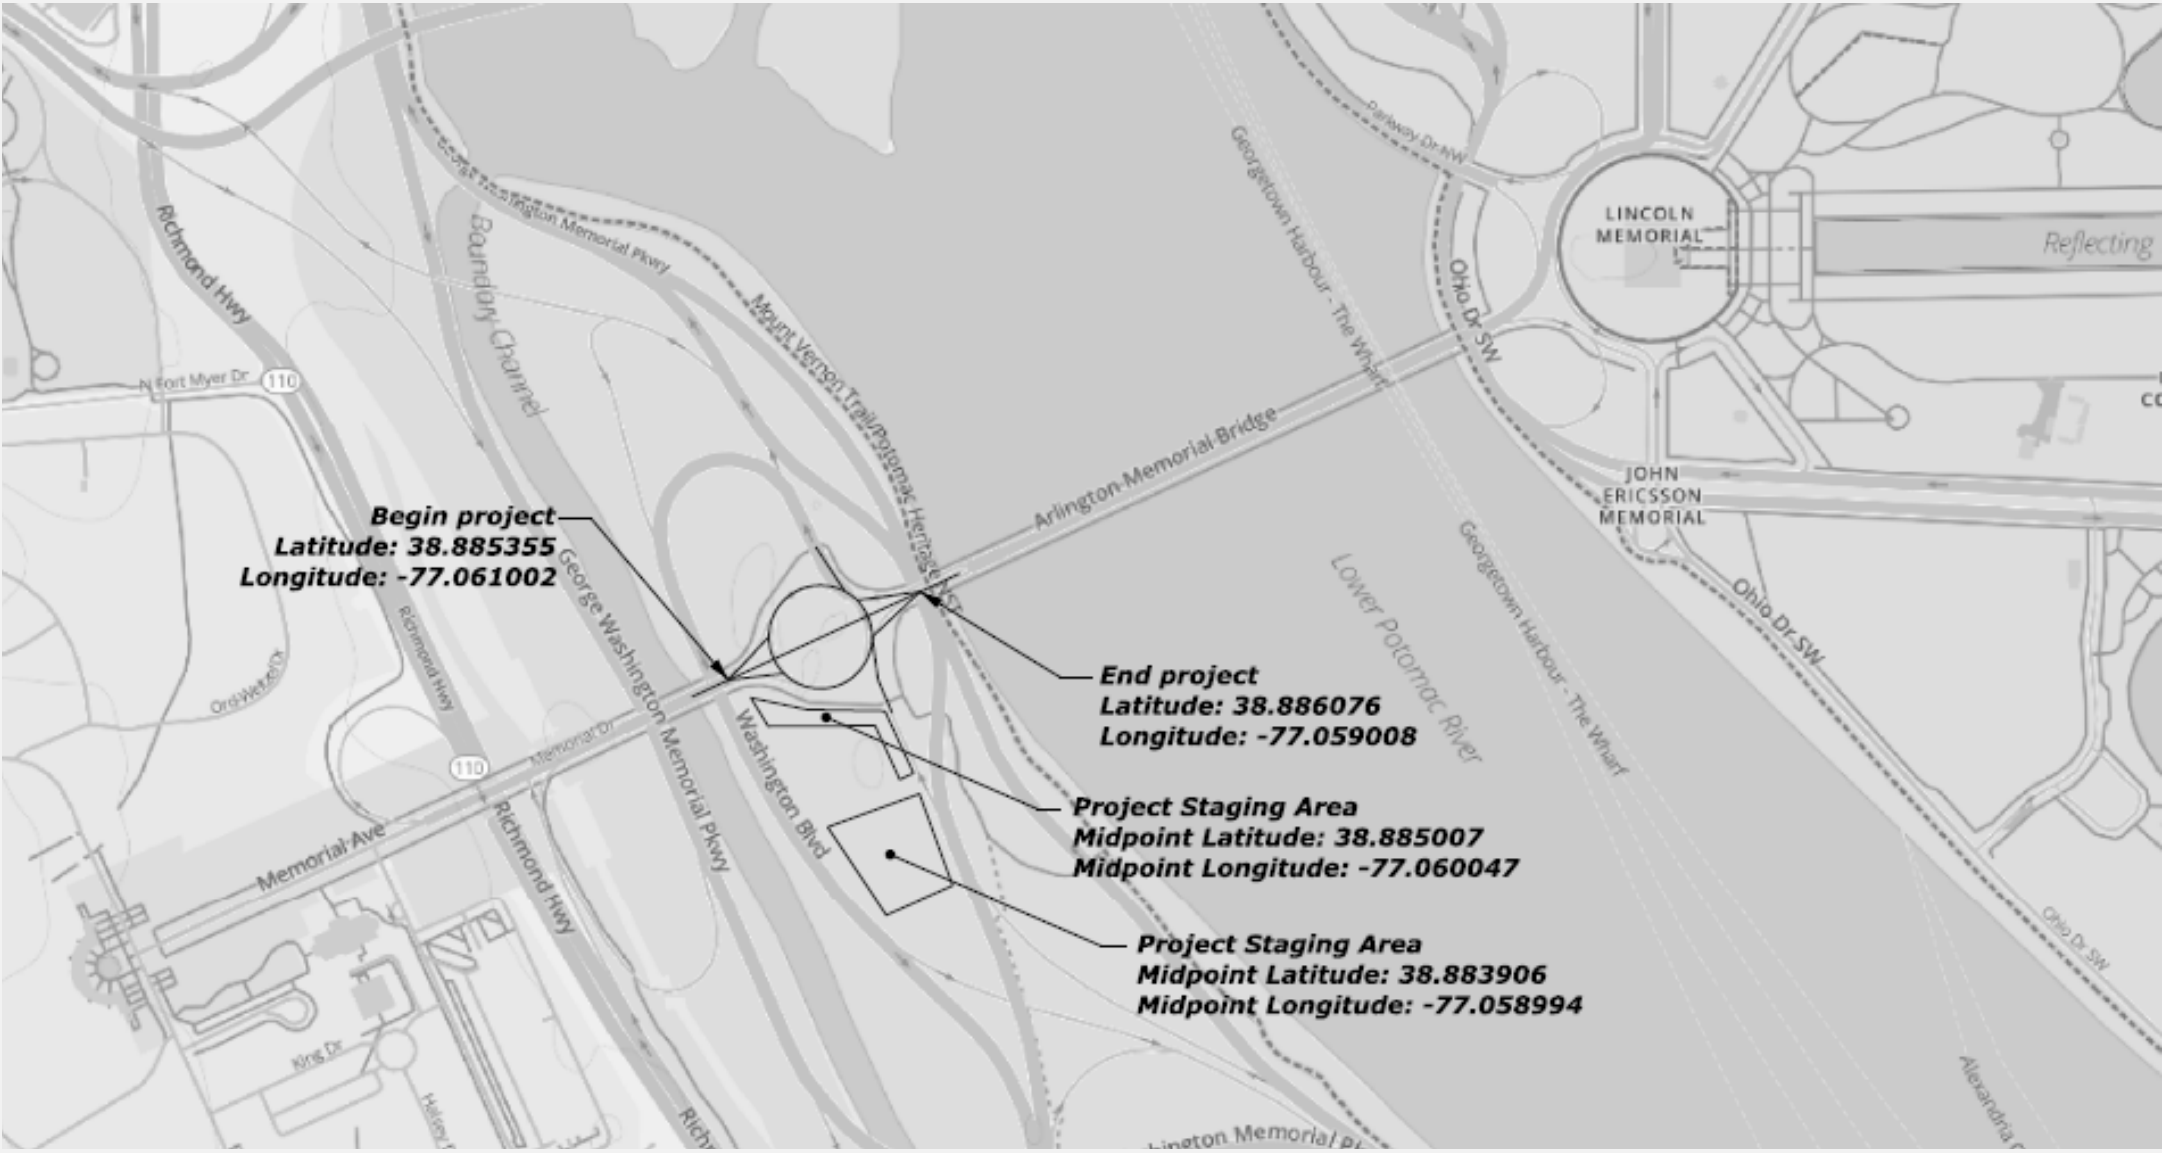 Parkway Dr NW
LINCOLN
MEMORIAL
Reflecting
Georgetown Harbour - The Wharf
Ohio Dr SW
George Washington Memorial Pkwy
Richmond Hwy
Boundary Channel
Mount Vernon Trail/Potomac Heritage NST
N Fort Myer Dr
110
Arlington Memorial Bridge
JOHN
ERICSSON
MEMORIAL
Begin project
Latitude: 38.885355
Longitude: -77.061002
George Washington Memorial Pkwy
Richmond Hwy
Lower Potomac River
Georgetown Harbour - The Wharf
Ohio Dr SW
End project
Latitude: 38.886076
Longitude: -77.059008
Memorial Dr
110
Washington Blvd
Project Staging Area
Midpoint Latitude: 38.885007
Midpoint Longitude: -77.060047
Memorial Ave
Richmond Hwy
Project Staging Area
Midpoint Latitude: 38.883906
Midpoint Longitude: -77.058994
Ohio Dr SW
King Dr
Alexandria
Richm
hington Memorial P